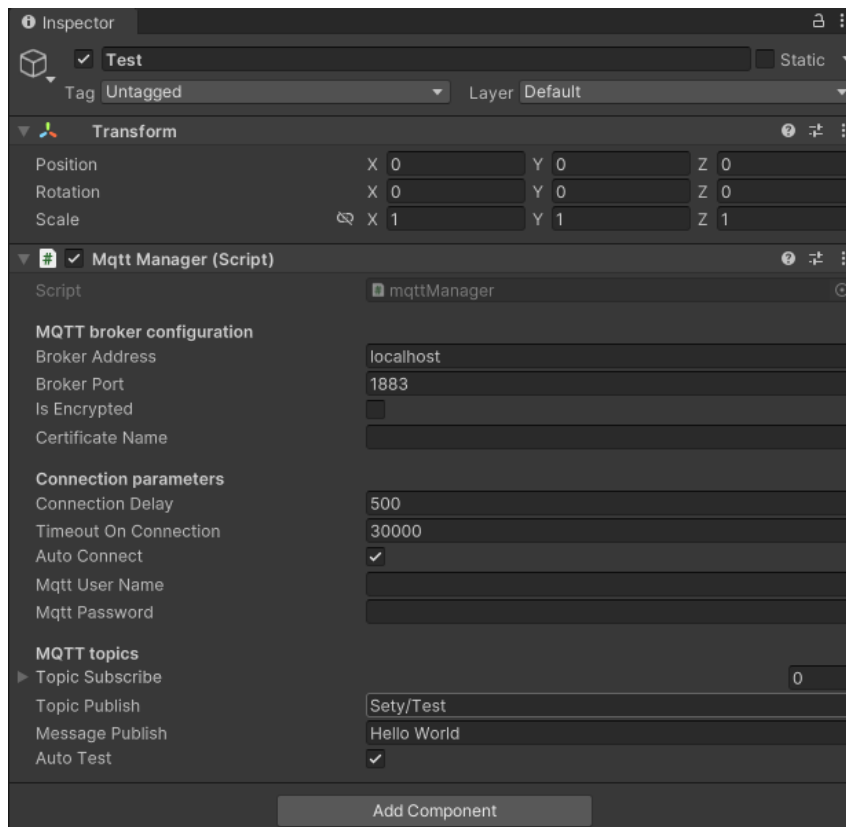 Inspector
Test Static
Tag Untagged Layer Default
Transform
Position X 0 Y 0 Z 0
Rotation X 0 Y 0 Z 0
Scale X 1 Y 1 Z 1
# Mqtt Manager (Script)
Script # mqttManager
MQTT broker configuration
Broker Address localhost
Broker Port 1883
Is Encrypted
Certificate Name
Connection parameters
Connection Delay 500
Timeout On Connection 30000
Auto Connect
Mqtt User Name
Mqtt Password
MQTT topics
Topic Subscribe 0
Topic Publish Sety/Test
Message Publish Hello World
Auto Test
Add Component